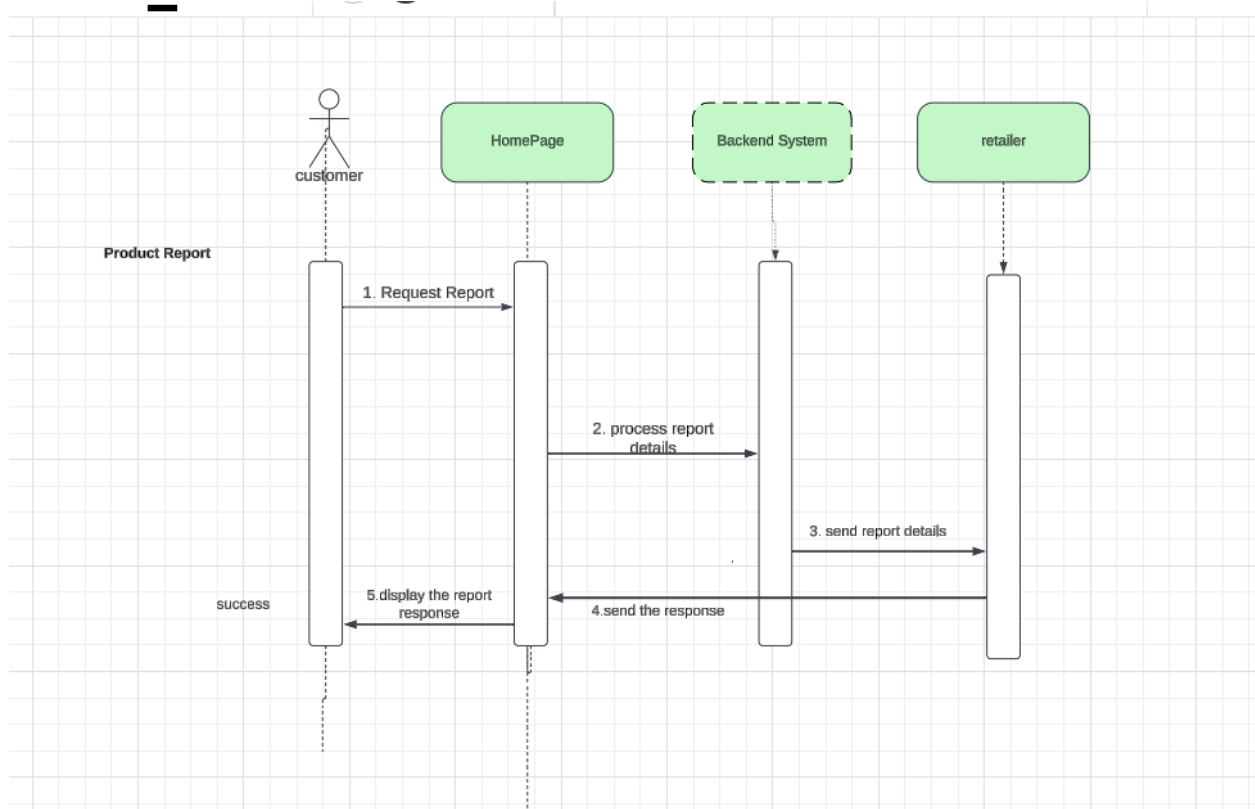 HomePage
Backend System
retailer
customer
Product Report
1. Request Report
2. process report
details
3. send report details
success
5.display the report
response
4.send the response